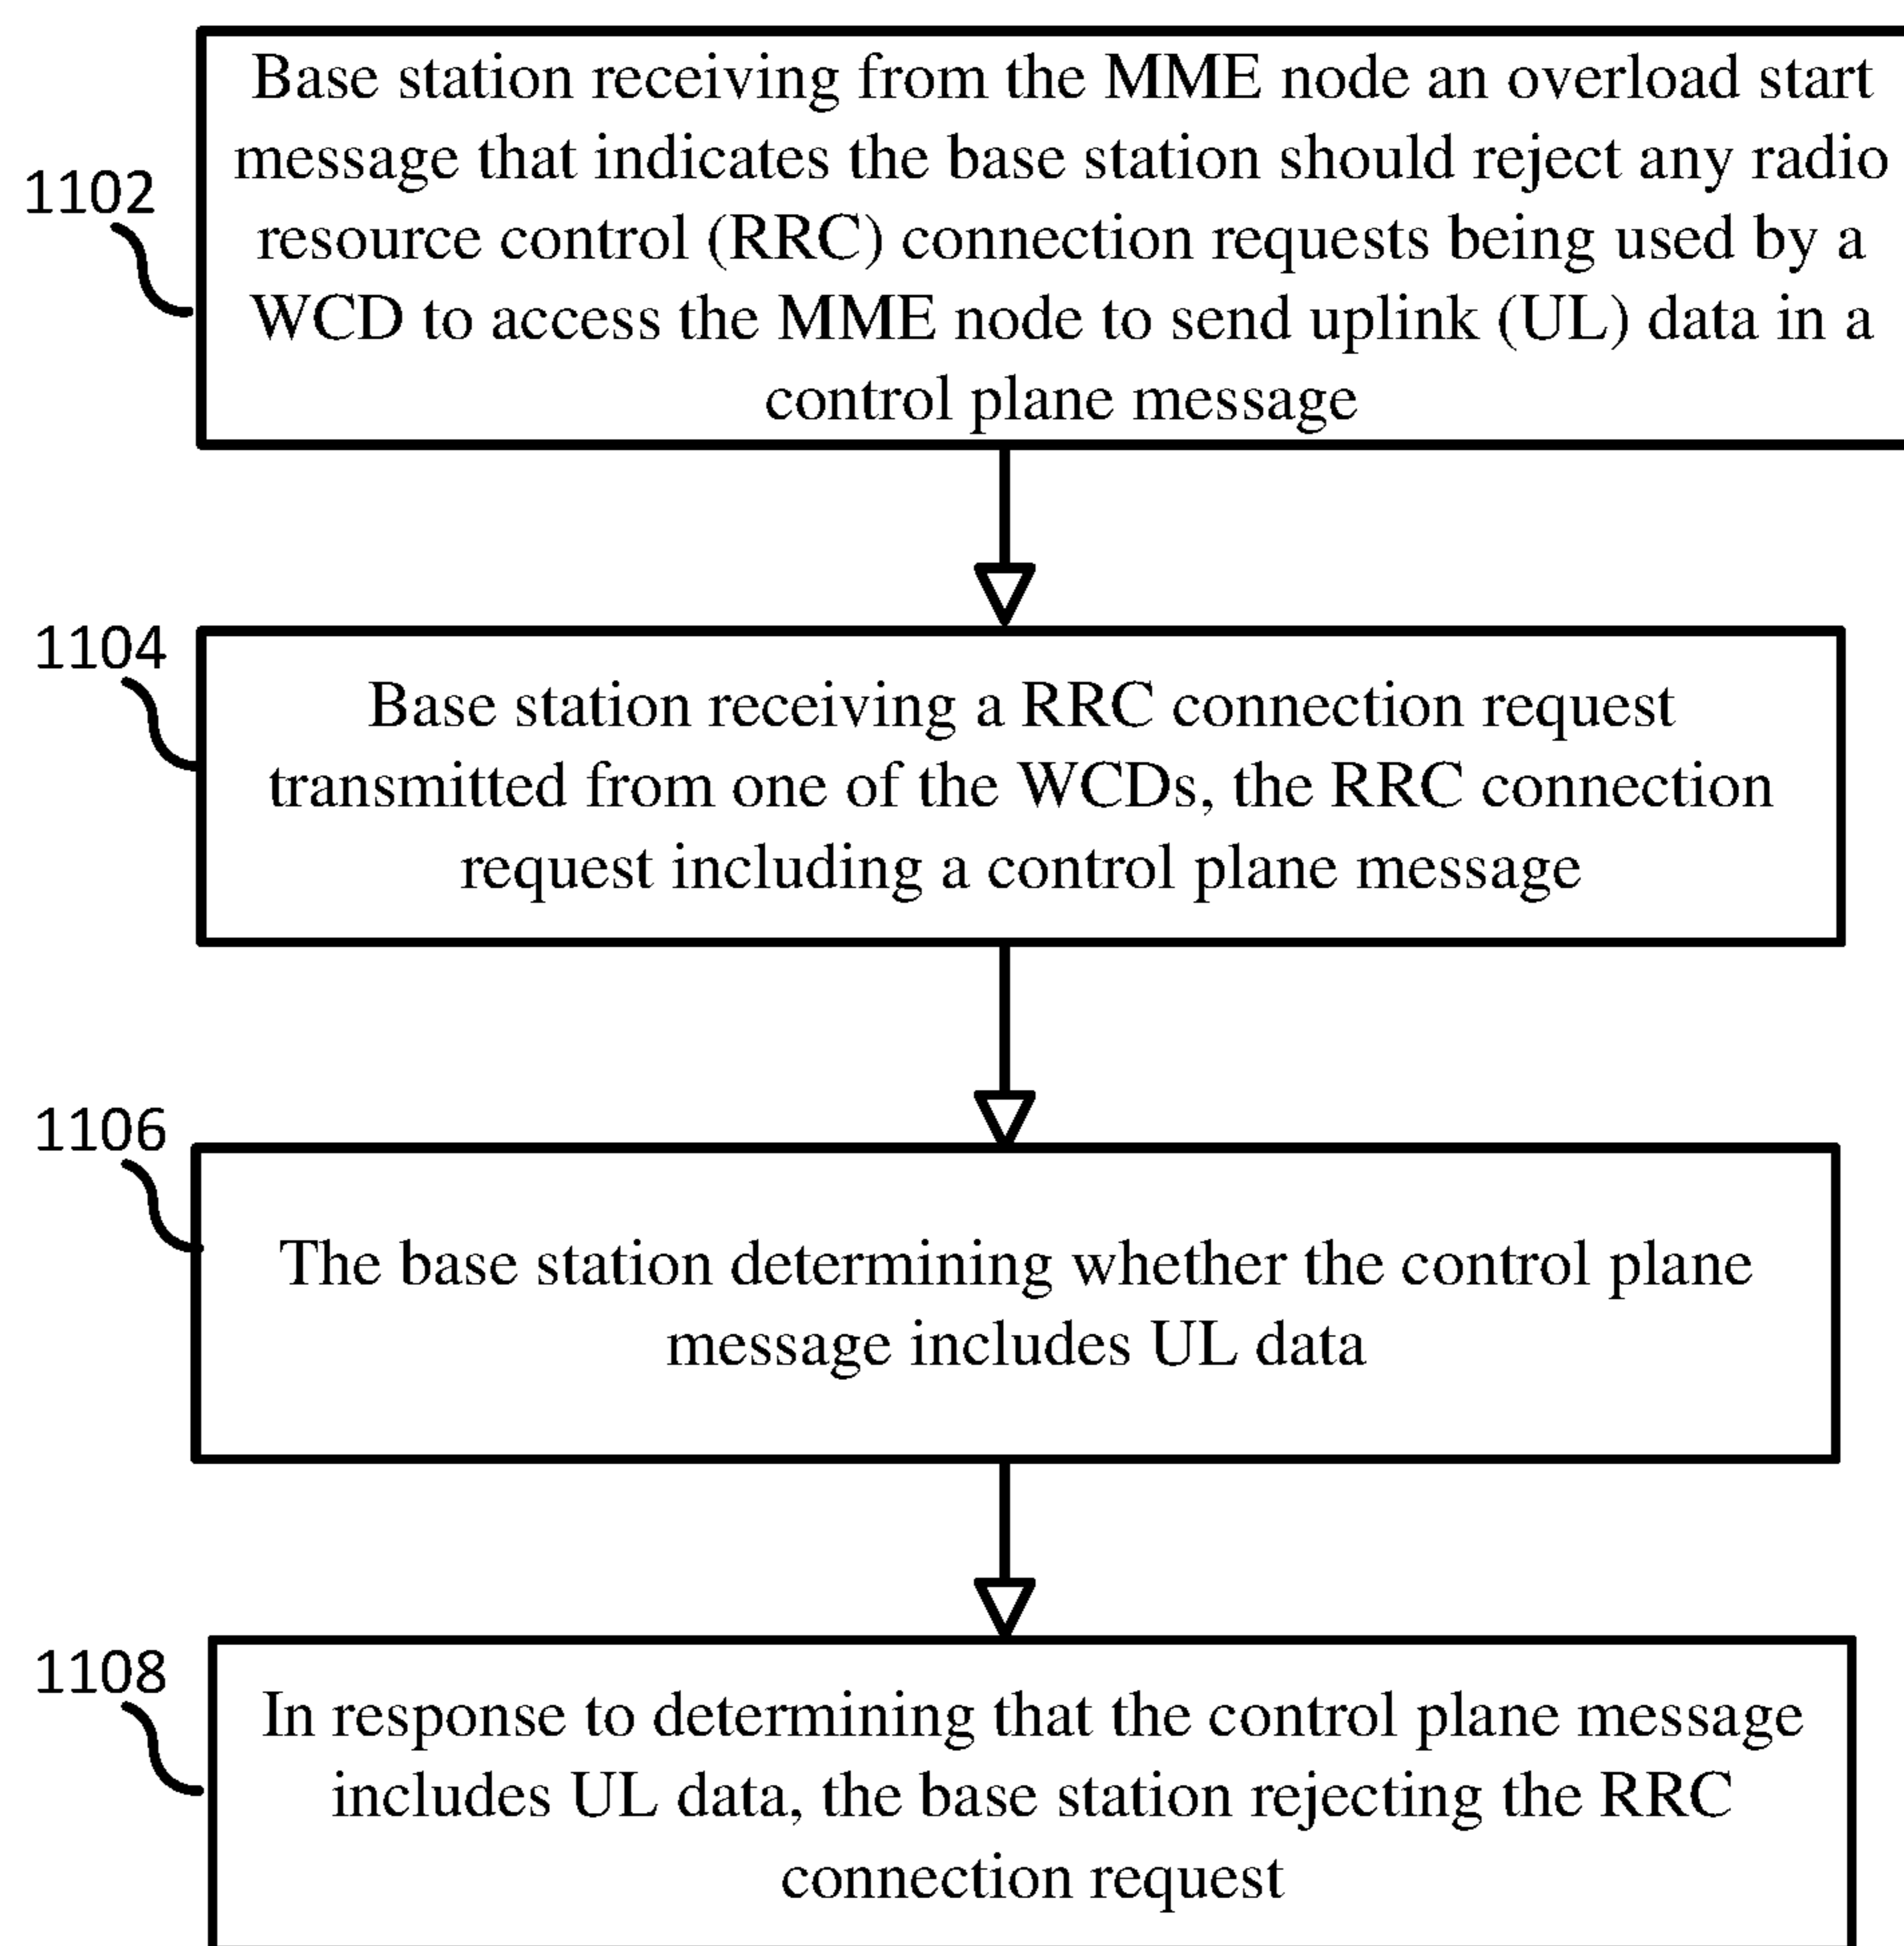 1102
Base station receiving from the MME node an overload start
message that indicates the base station should reject any radio
resource control (RRC) connection requests being used by a
WCD to access the MME node to send uplink (UL) data in a
control plane message
1104
Base station receiving a RRC connection request
transmitted from one of the WCDs, the RRC connection
request including a control plane message
1106
The base station determining whether the control plane
message includes UL data
1108
In response to determining that the control plane message
includes UL data, the base station rejecting the RRC
connection request